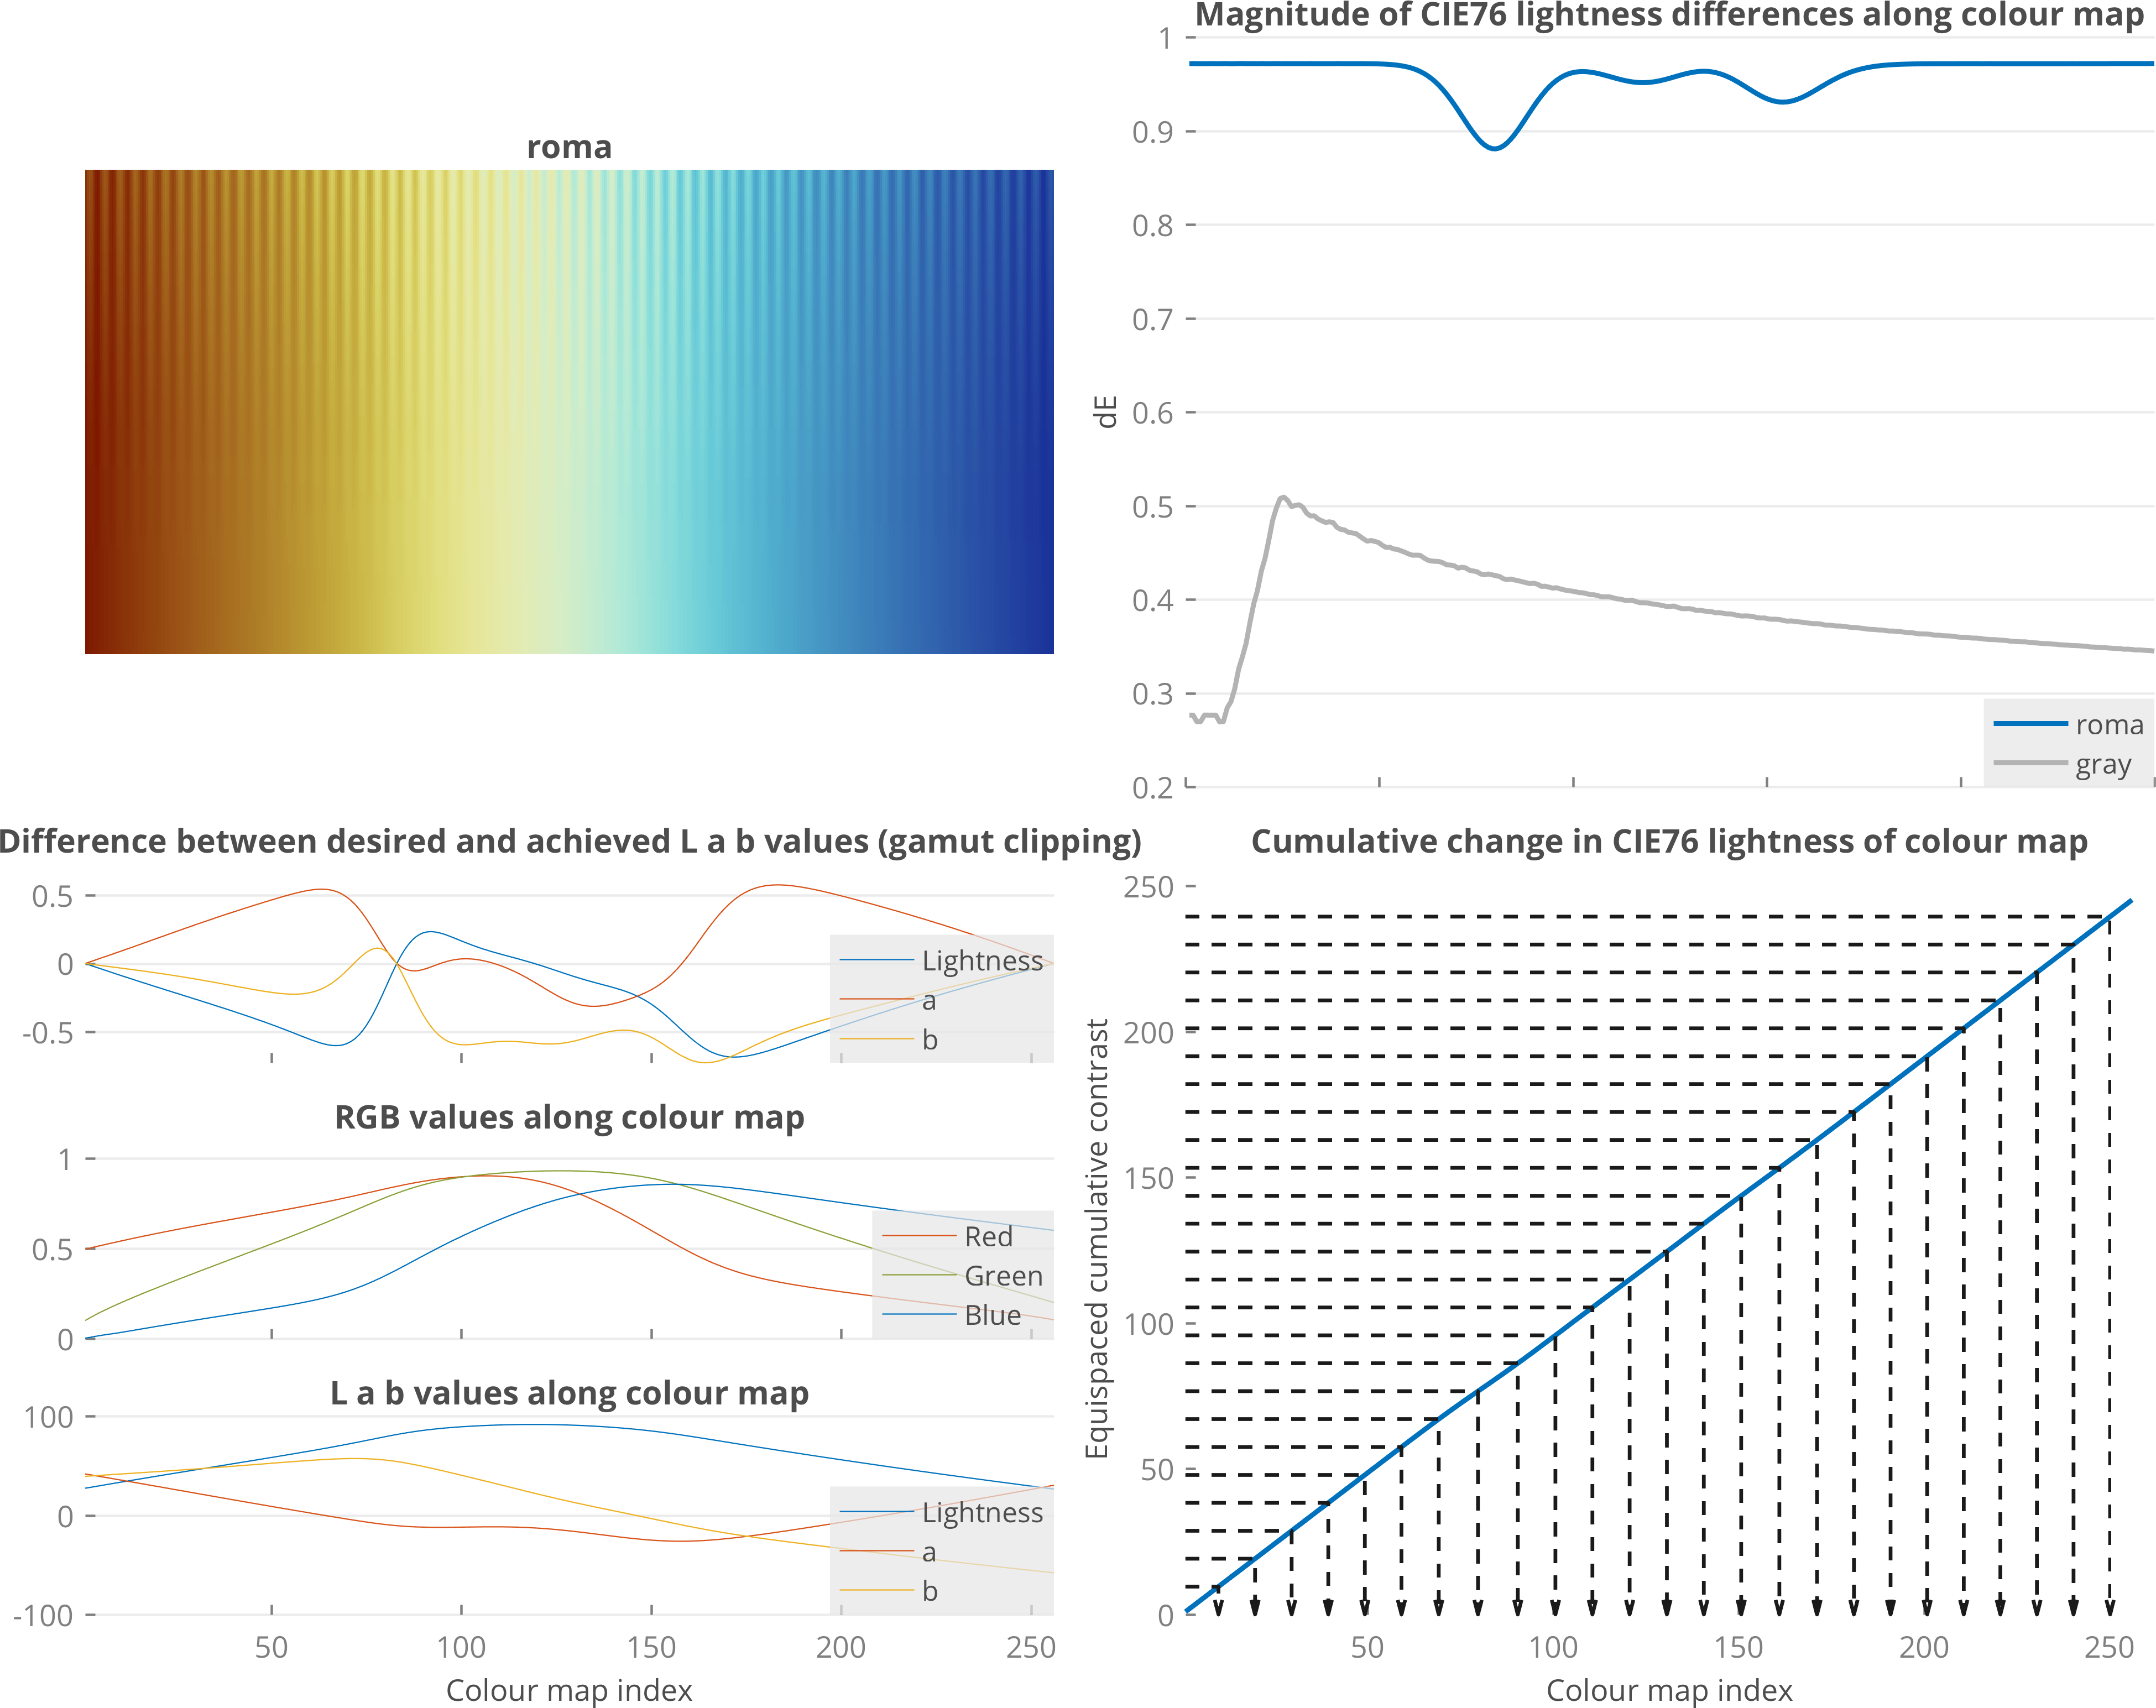 roma
Magnitude of CIE76 lightness differences along colour map
1
0.9
0.8
0.7
0.6
0.5
0.4
0.3
0.2
dE
roma
gray
Difference between desired and achieved L a b values (gamut clipping)
0.5
0
-0.5
Lightness
a
b
RGB values along colour map
1
0.5
0
Red
Green
Blue
L a b values along colour map
100
0
-100
Lightness
a
b
50 100 150 200 250
Colour map index
Cumulative change in CIE76 lightness of colour map
250
200
150
100
50
0
Equispaced cumulative contrast
50 100 150 200 250
Colour map index